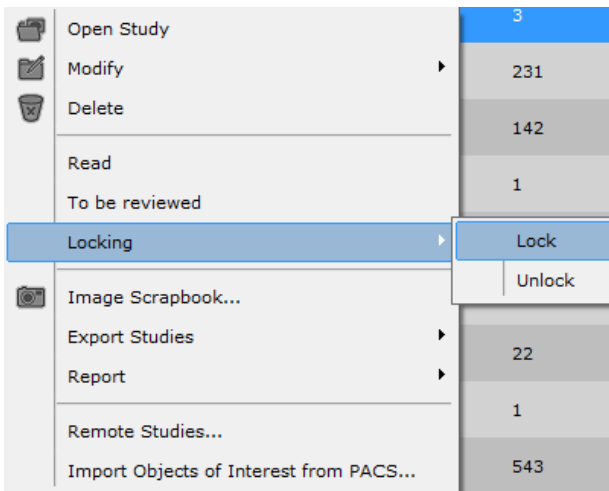 Open Study
3
Modify
231
Delete
142
Read
1
To be reviewed
Locking
Lock
Unlock
Image Scrapbook...
Export Studies
22
Report
1
Remote Studies...
Import Objects of Interest from PACS...
543